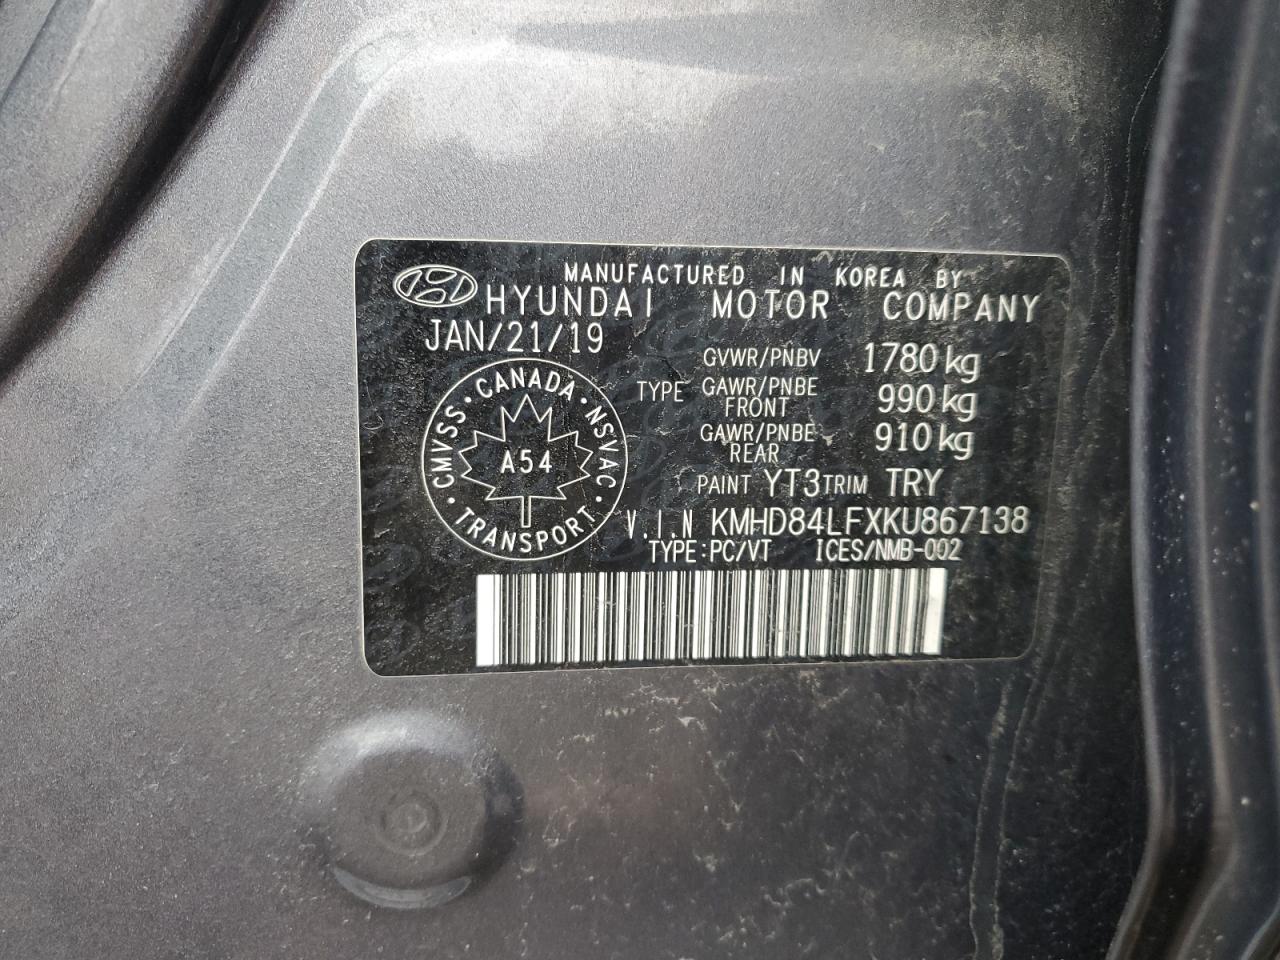 MANUFACTURED IN KOREA BY
HYUNDAI MOTOR COMPANY
JAN/21/19
GVWR/PNBV 1780 kg
TYPE GAWR/PNBE FRONT 990 kg
GAWR/PNBE REAR 910 kg
PAINT YT3 TRIM TRY
V.I.N KMHD84LFXKU867138
TYPE:PC/VT ICES/NMB-002
CMVSS · CANADA · NSVAC · TRANSPORT ·
A54